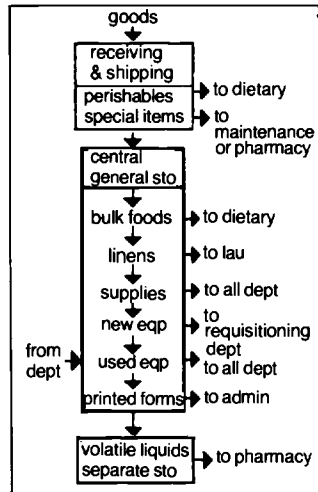 goods
receiving
& shipping
perishables
to dietary
special items
to
maintenance
or pharmacy
central
general sto
bulk foods
to dietary
linens
to lau
supplies
to all dept
new eqp
to
requisitioning
dept
from
dept
used eqp
to all dept
printed forms
to admin
volatile liquids
separate sto
to pharmacy